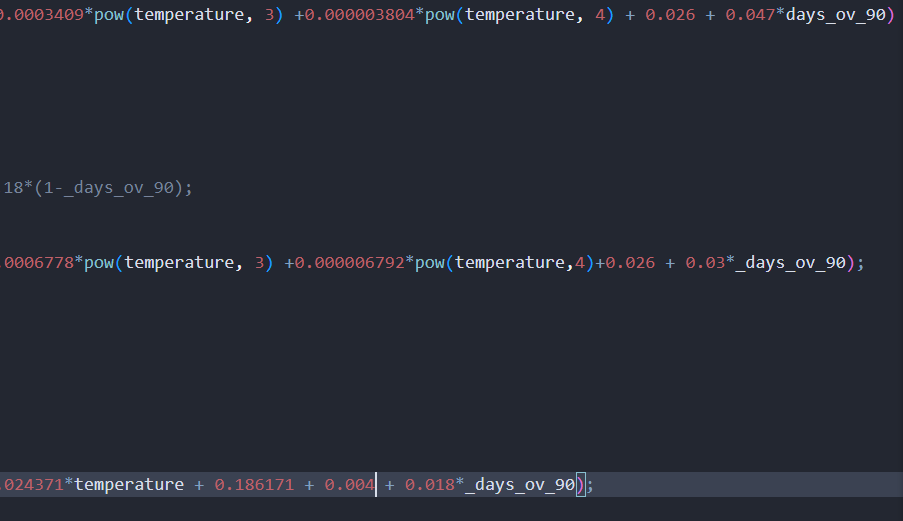 0.0003409*pow(temperature, 3) +0.000003804*pow(temperature, 4) + 0.026 + 0.047*days_ov_90)
18*(1-_days_ov_90);
.0006778*pow(temperature, 3) +0.000006792*pow(temperature,4)+0.026 + 0.03*_days_ov_90);
.024371*temperature + 0.186171 + 0.004 + 0.018*_days_ov_90);